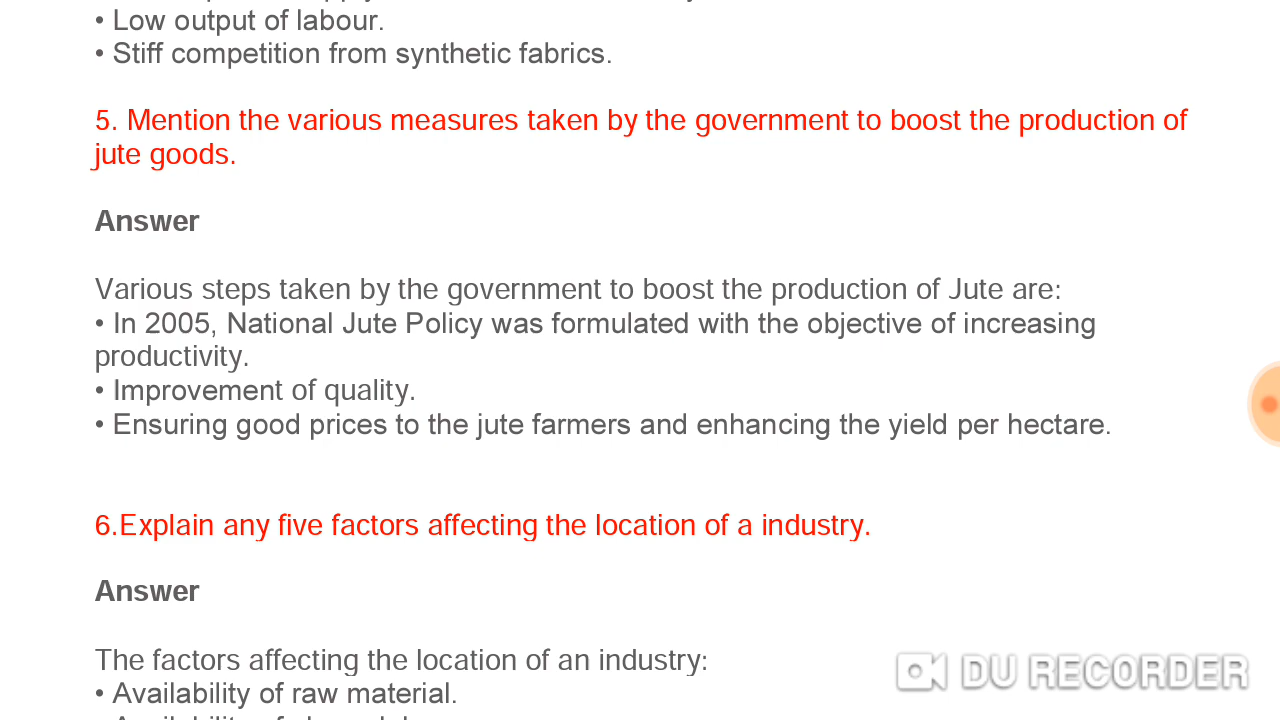 • Low output of labour.
• Stiff competition from synthetic fabrics.
5. Mention the various measures taken by the government to boost the production of
jute goods.
Answer
Various steps taken by the government to boost the production of Jute are:
• In 2005, National Jute Policy was formulated with the objective of increasing
productivity.
• Improvement of quality.
• Ensuring good prices to the jute farmers and enhancing the yield per hectare.
6.Explain any five factors affecting the location of a industry.
Answer
The factors affecting the location of an industry:
• Availability of raw material.
DU RECORDER